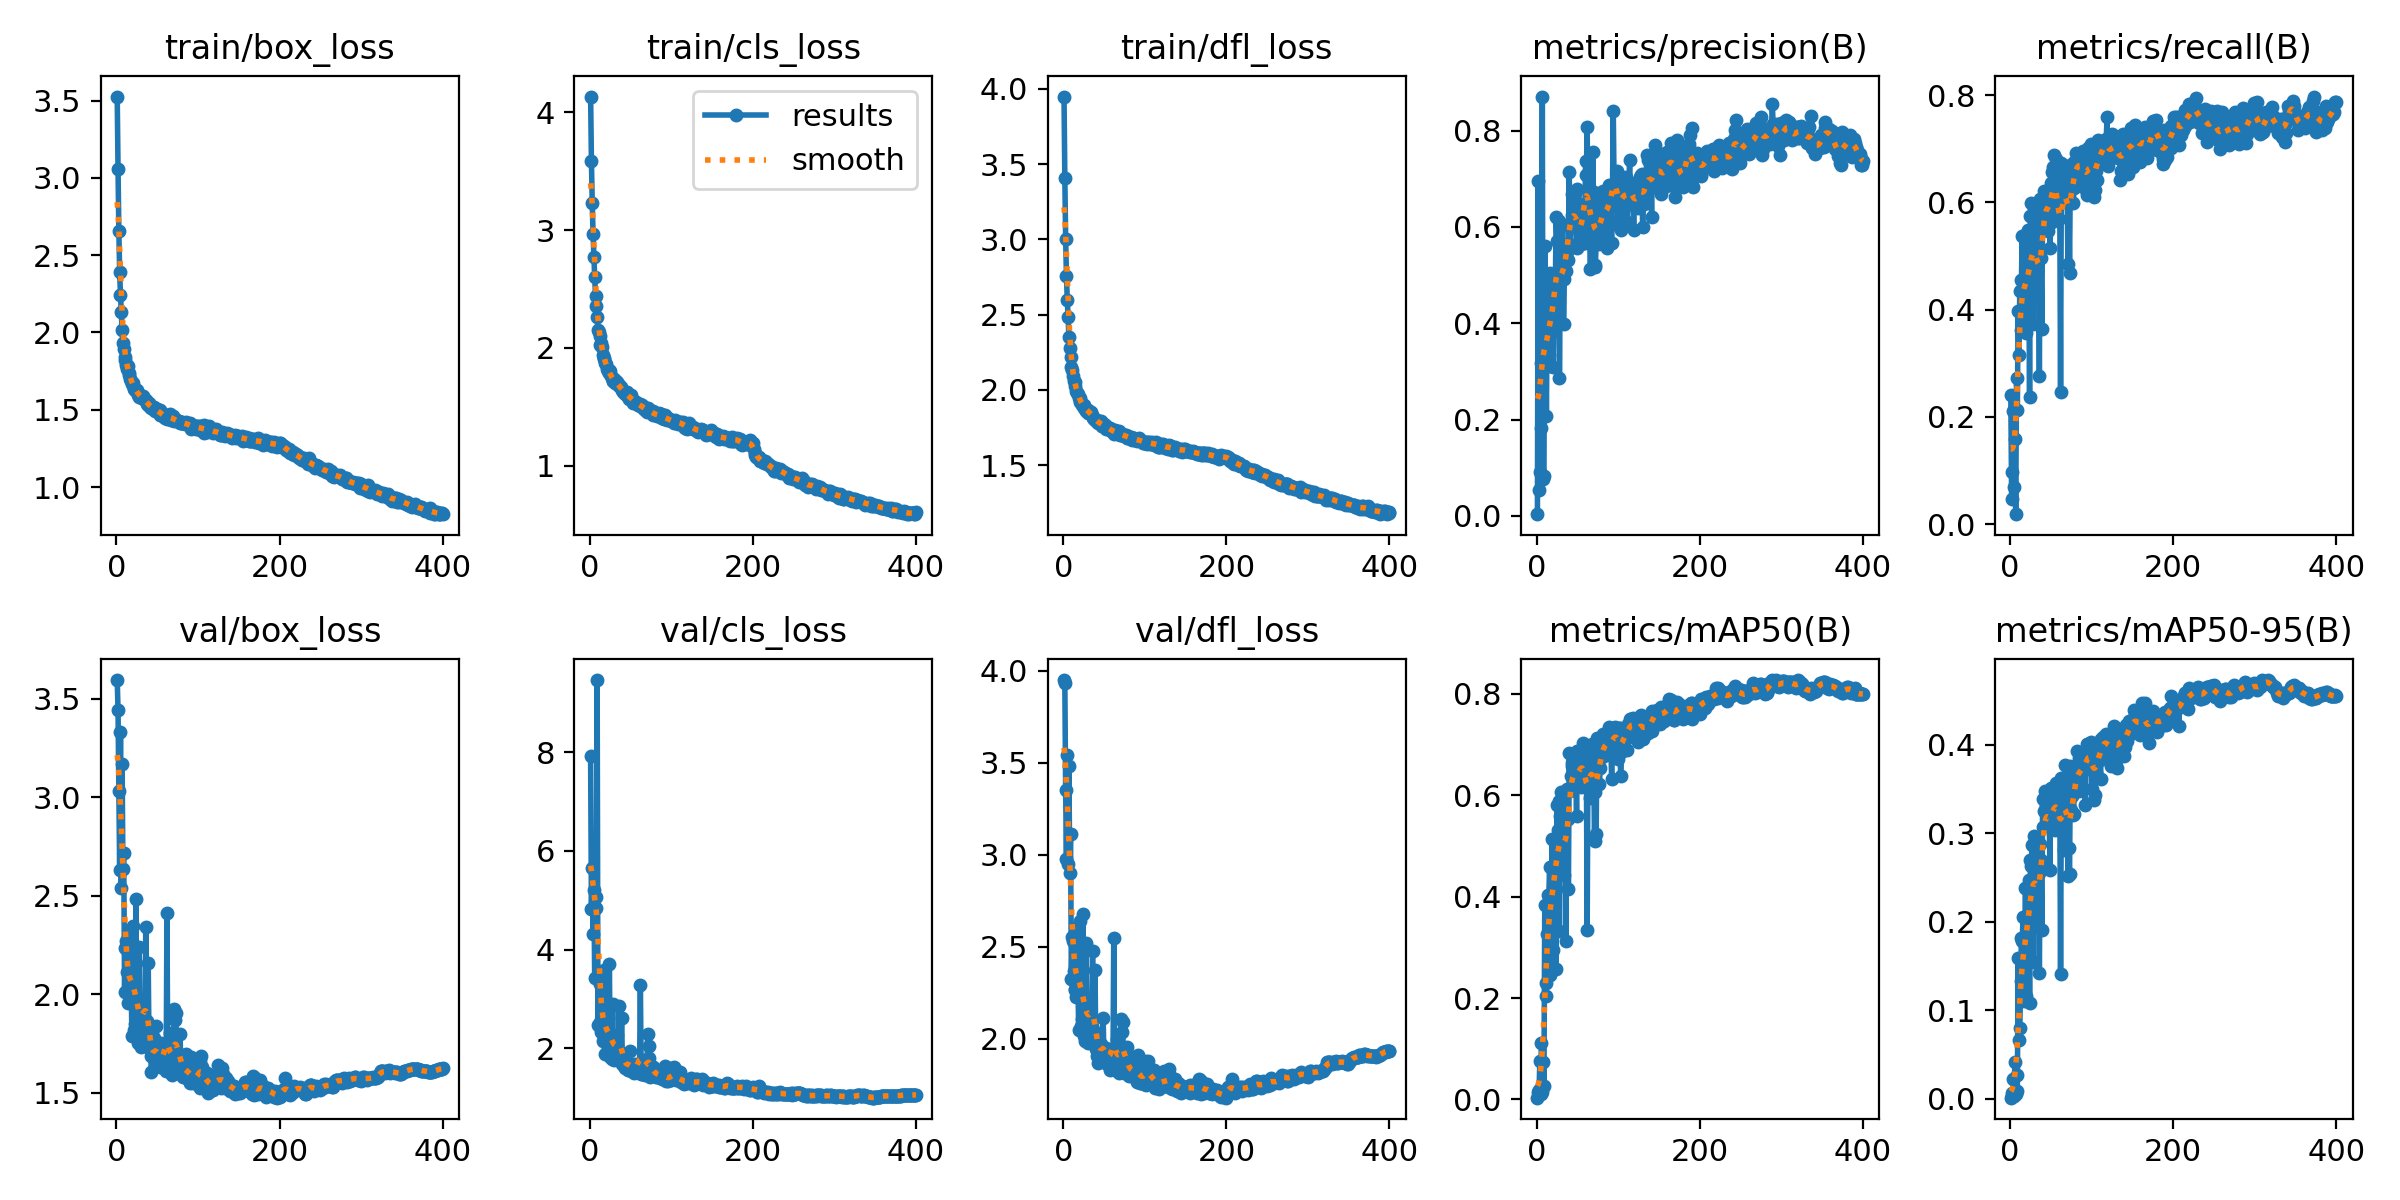 train/box_loss
3.5
3.0
2.5
2.0
1.5
1.0
0 200 400
train/cls_loss
results
smooth
4
3
2
1
0 200 400
train/dfl_loss
4.0
3.5
3.0
2.5
2.0
1.5
0 200 400
metrics/precision(B)
0.8
0.6
0.4
0.2
0.0
0 200 400
metrics/recall(B)
0.8
0.6
0.4
0.2
0.0
0 200 400
val/box_loss
3.5
3.0
2.5
2.0
1.5
0 200 400
val/cls_loss
8
6
4
2
0 200 400
val/dfl_loss
4.0
3.5
3.0
2.5
2.0
0 200 400
metrics/mAP50(B)
0.8
0.6
0.4
0.2
0.0
0 200 400
metrics/mAP50-95(B)
0.4
0.3
0.2
0.1
0.0
0 200 400